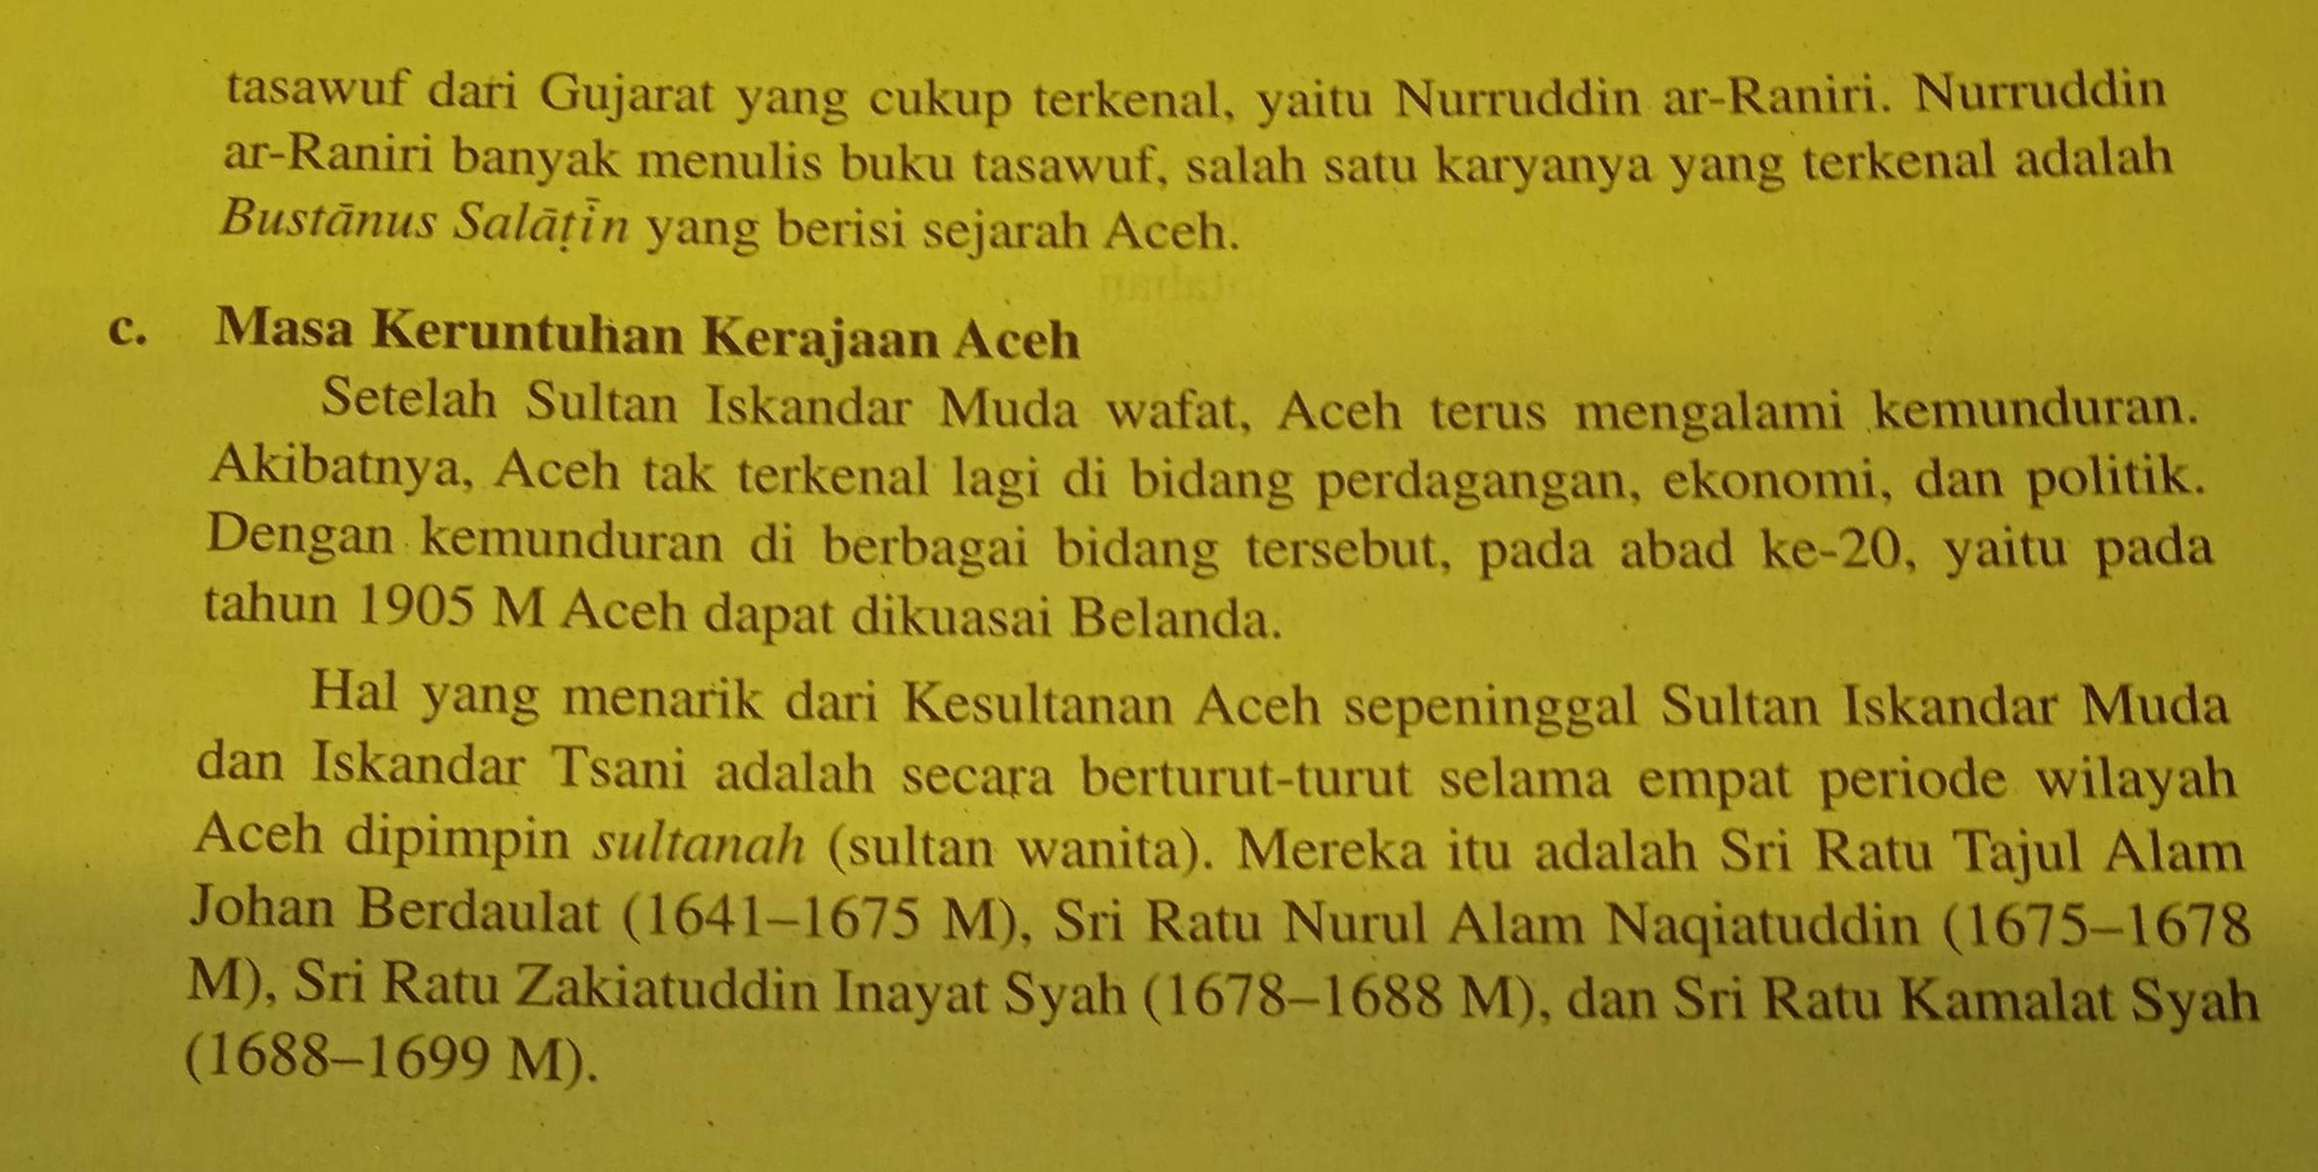 tasawuf dari Gujarat yang cukup terkenal, yaitu Nurruddin ar-Raniri. Nurruddin
ar-Raniri banyak menulis buku tasawuf, salah satu karyanya yang terkenal adalah
Bustānus Salāṭīn yang berisi sejarah Aceh.
c. Masa Keruntuhan Kerajaan Aceh
Setelah Sultan Iskandar Muda wafat, Aceh terus mengalami kemunduran.
Akibatnya, Aceh tak terkenal lagi di bidang perdagangan, ekonomi, dan politik.
Dengan kemunduran di berbagai bidang tersebut, pada abad ke-20, yaitu pada
tahun 1905 M Aceh dapat dikuasai Belanda.
Hal yang menarik dari Kesultanan Aceh sepeninggal Sultan Iskandar Muda
dan Iskandar Tsani adalah secara berturut-turut selama empat periode wilayah
Aceh dipimpin sultanah (sultan wanita). Mereka itu adalah Sri Ratu Tajul Alam
Johan Berdaulat (1641–1675 M), Sri Ratu Nurul Alam Naqiatuddin (1675–1678
M), Sri Ratu Zakiatuddin Inayat Syah (1678–1688 M), dan Sri Ratu Kamalat Syah
(1688–1699 M).